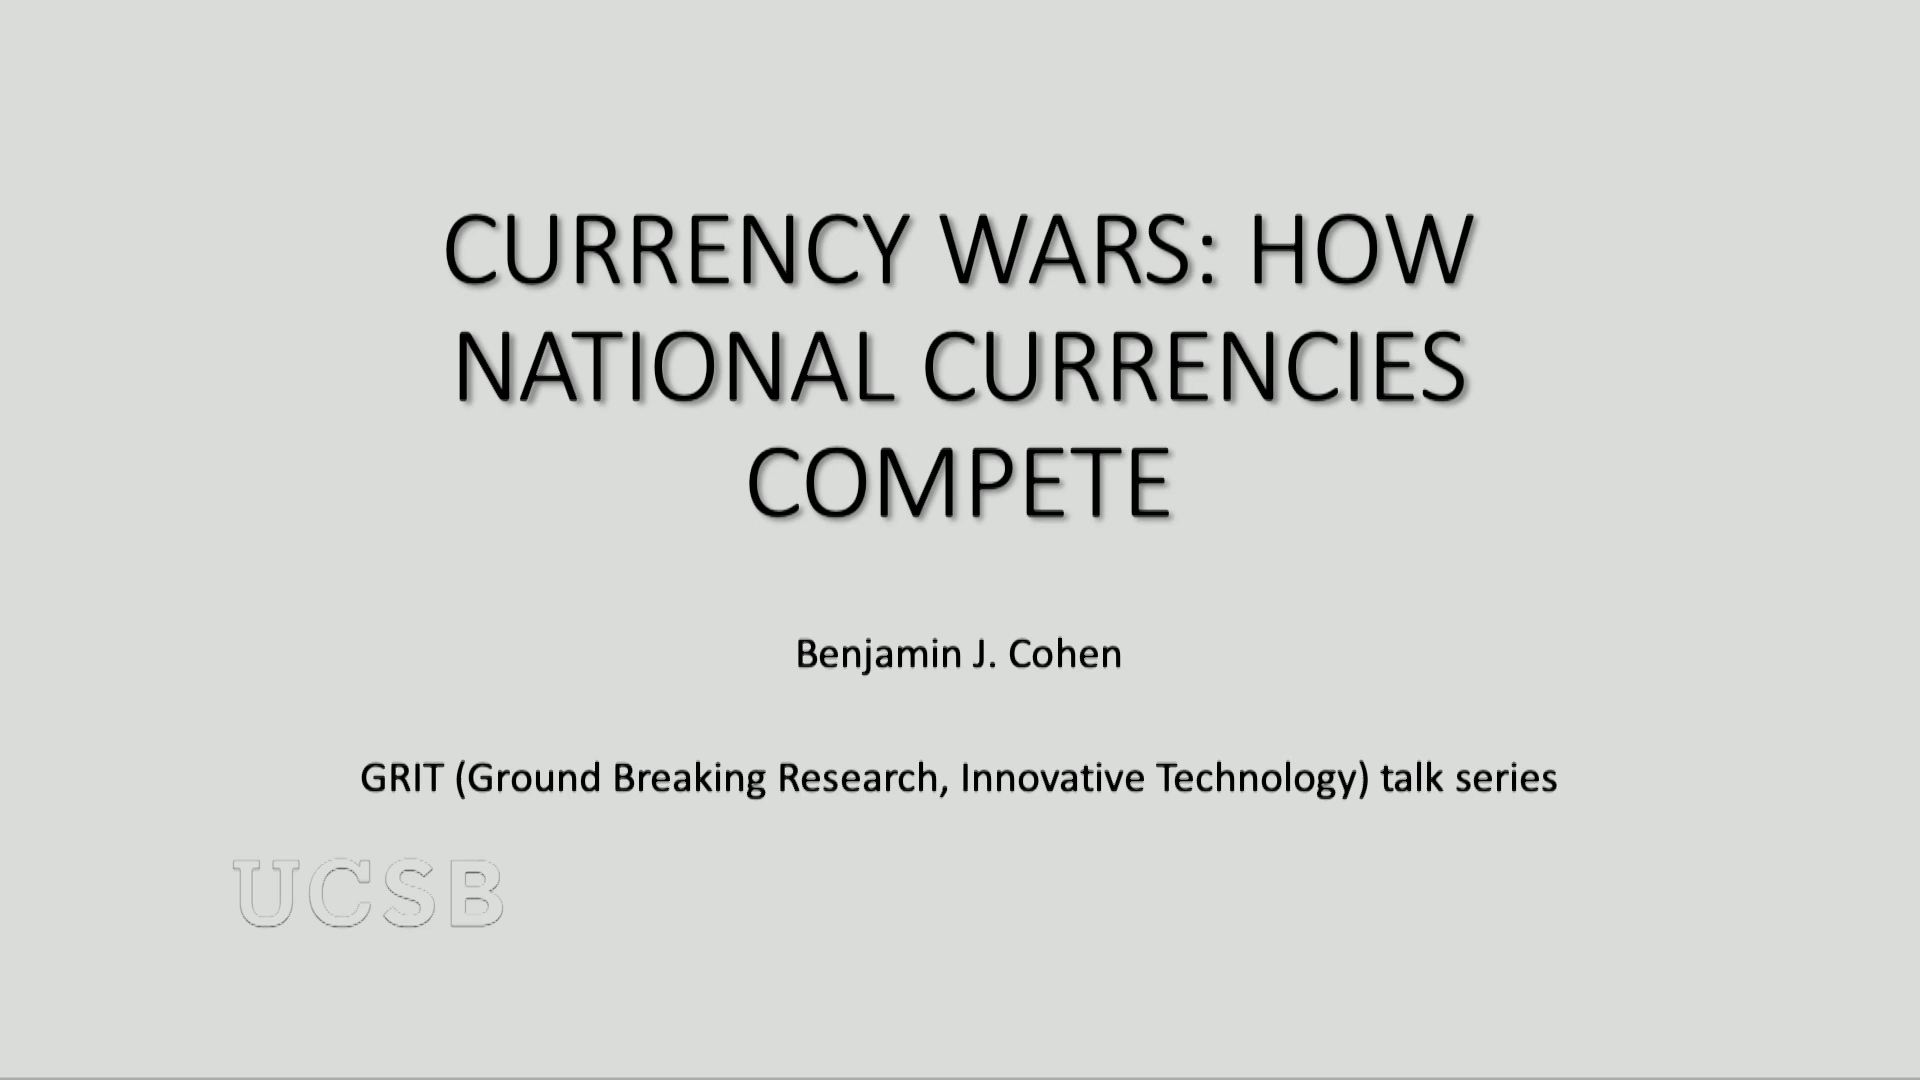 CURRENCY WARS: HOW
NATIONAL CURRENCIES
COMPETE
Benjamin J. Cohen
GRIT (Ground Breaking Research, Innovative Technology) talk series
UCSB